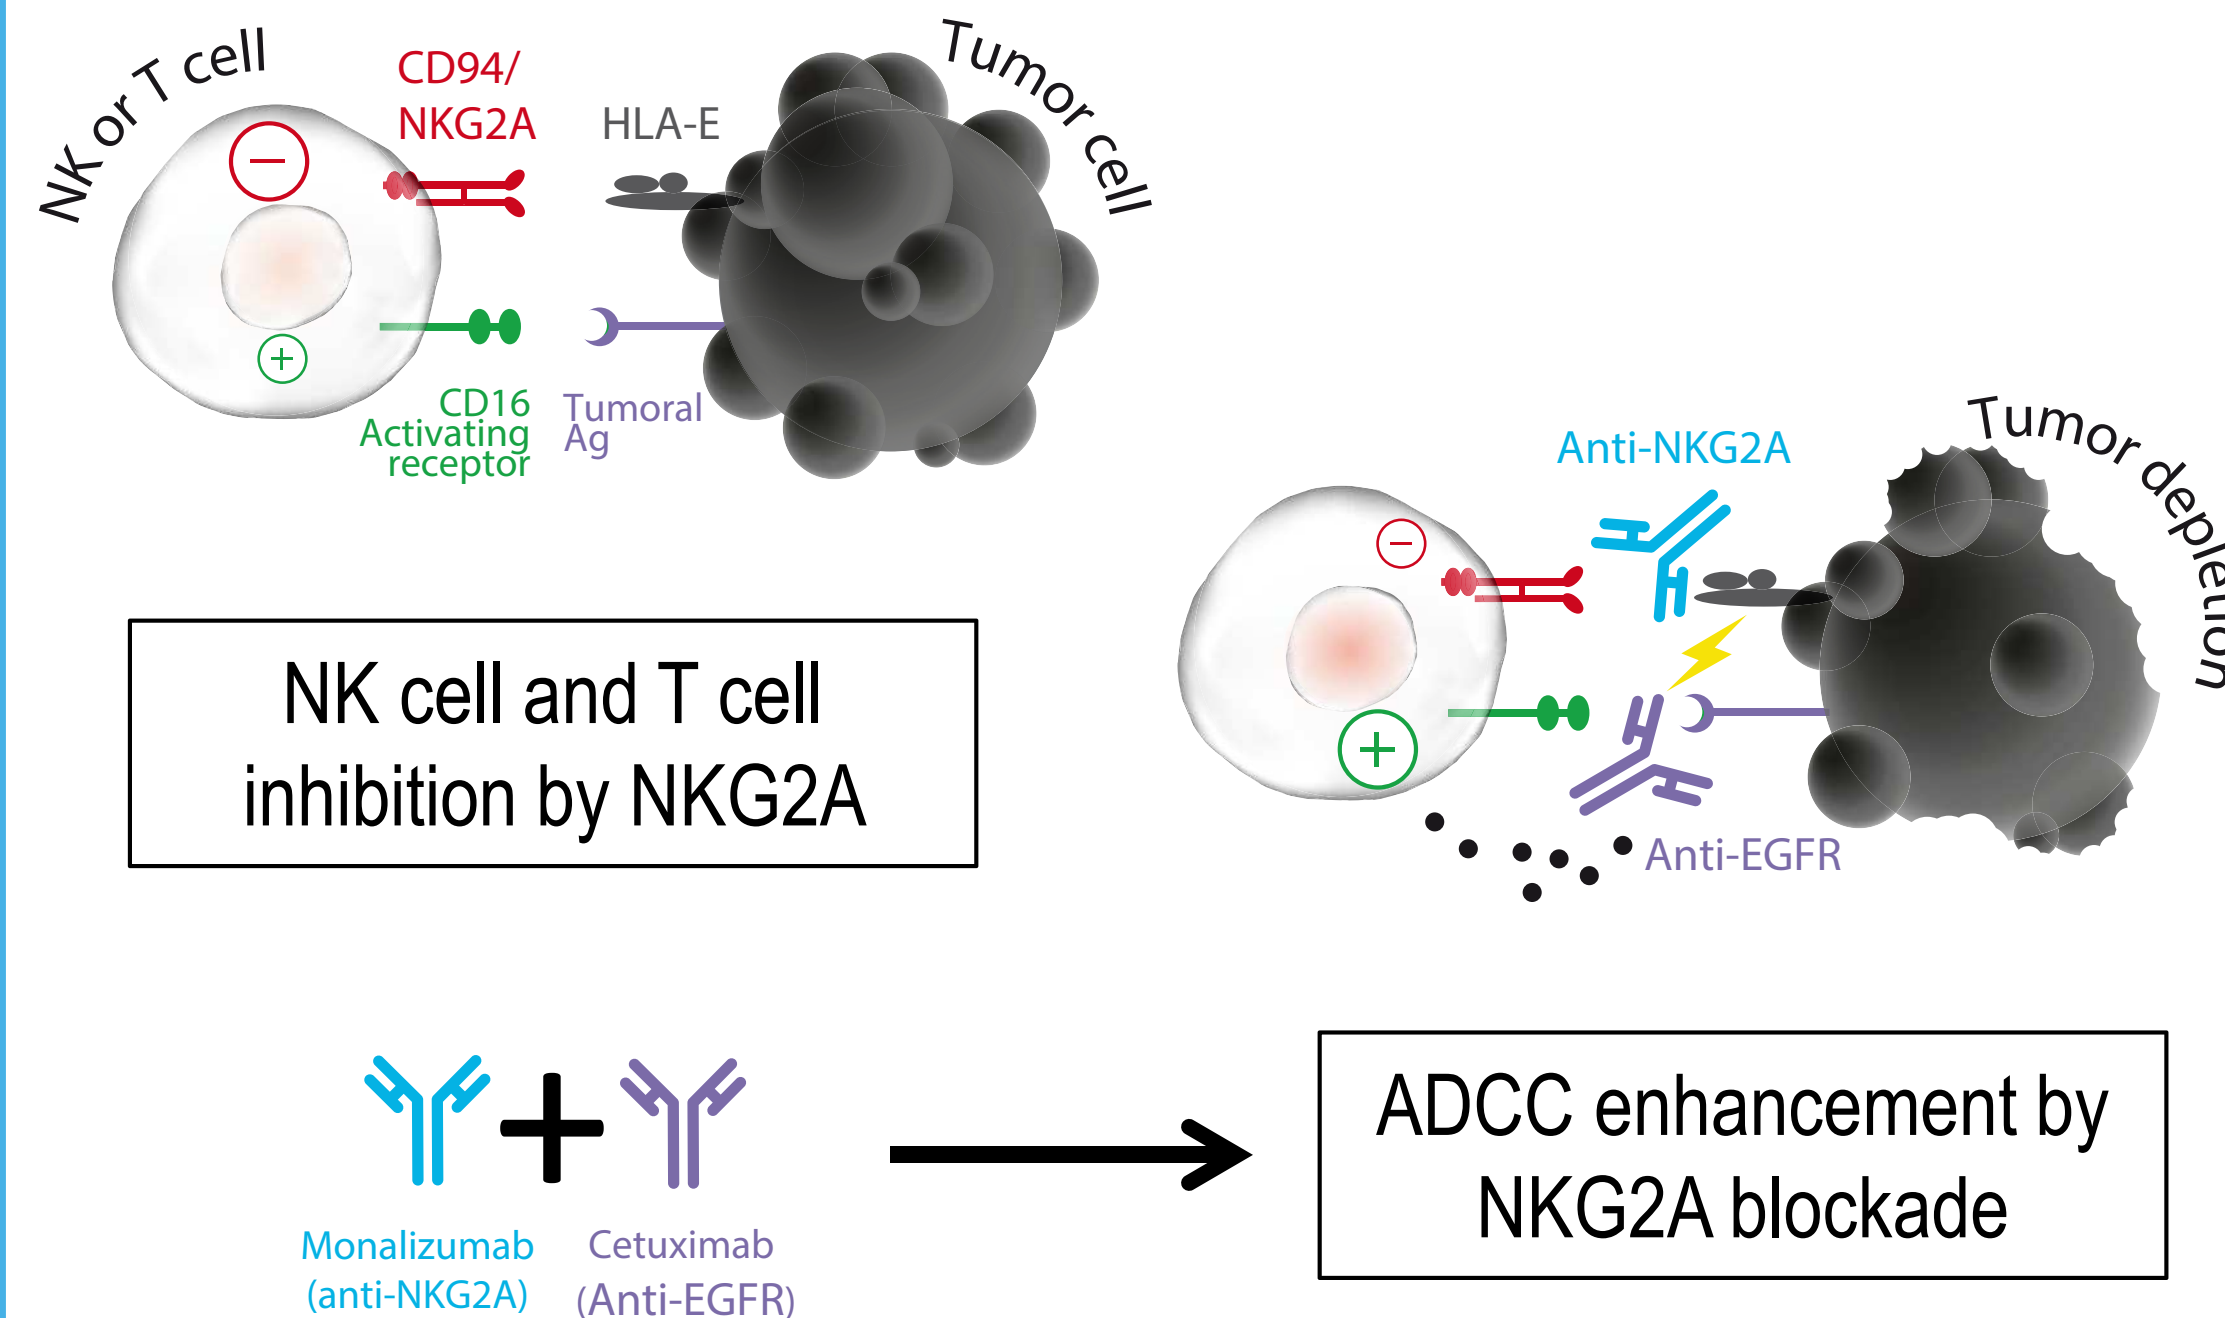 NK or T cell
CD94/
NKG2A
HLA-E
Tumor cell
CD16
Activating
receptor
Tumoral
Ag
NK cell and T cell
inhibition by NKG2A
Anti-NKG2A
Tumor depletion
Anti-EGFR
Monalizumab
(anti-NKG2A)
Cetuximab
(Anti-EGFR)
ADCC enhancement by
NKG2A blockade